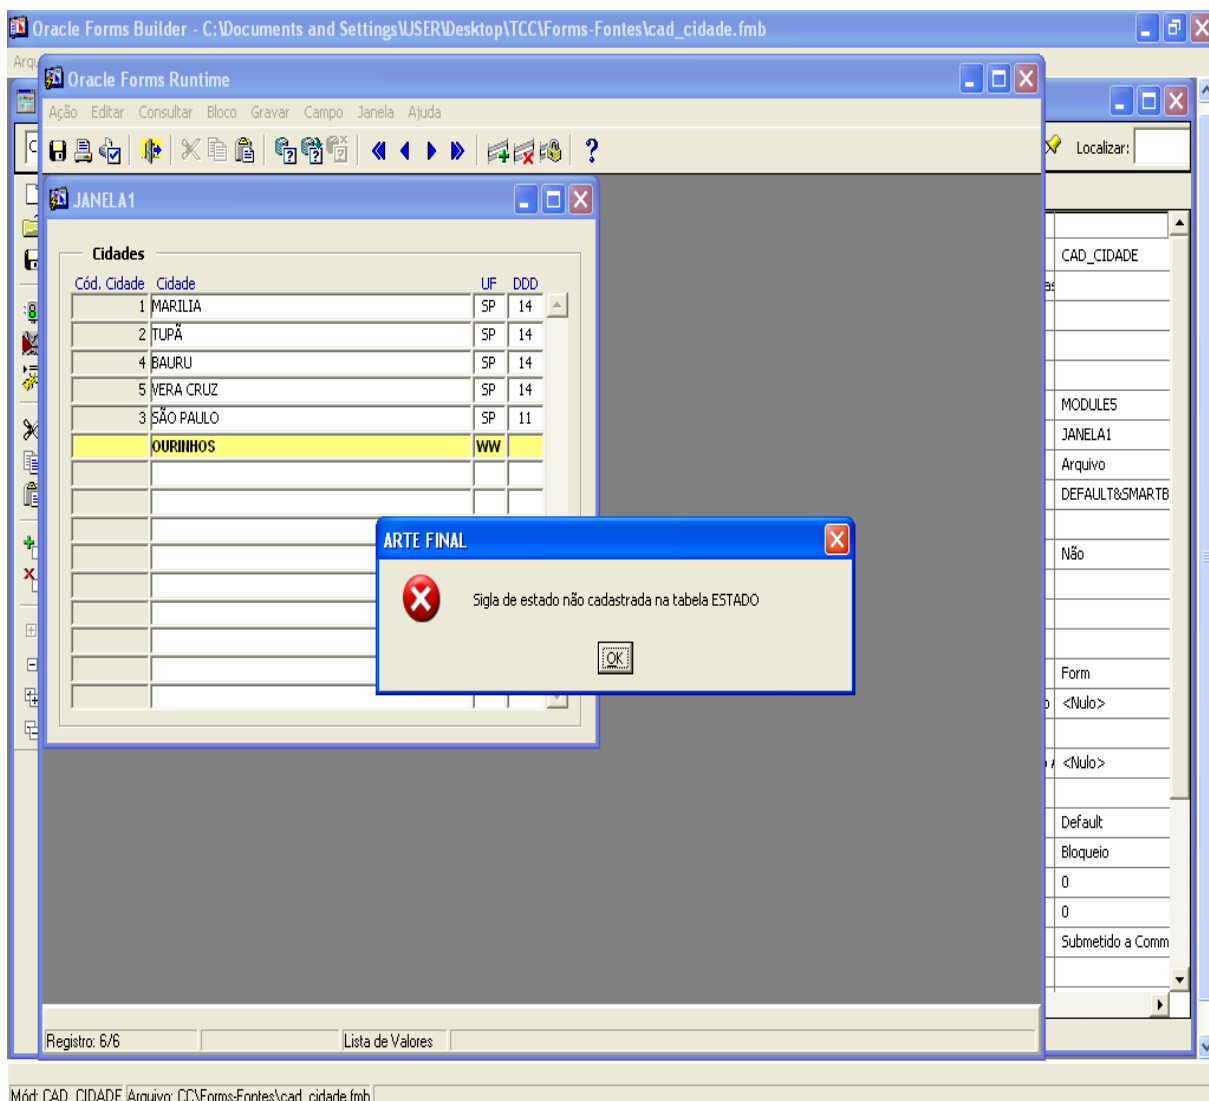 Oracle Forms Builder - C:\Documents and Settings\USER\Desktop\TCC\Forms-Fontes\cad_cidade.fmb
Oracle Forms Runtime
Ação Editar Consultar Bloco Gravar Campo Janela Ajuda
Localizar:
JANELA1
Cidades
Cód. Cidade Cidade UF DDD
1 MARILIA SP 14
2 TUPÃ SP 14
4 BAURU SP 14
5 VERA CRUZ SP 14
3 SÃO PAULO SP 11
OURINHOS WW
ARTE FINAL
Sigla de estado não cadastrada na tabela ESTADO
OK
CAD_CIDADE
MODULE5
JANELA1
Arquivo
DEFAULT&SMARTB
Não
Form
<Nulo>
<Nulo>
Default
Bloqueio
0
0
Submetido a Comm
Registro: 6/6 Lista de Valores
Mód: CAD_CIDADE Arquivo: CC\Forms-Fontes\cad_cidade.fmb